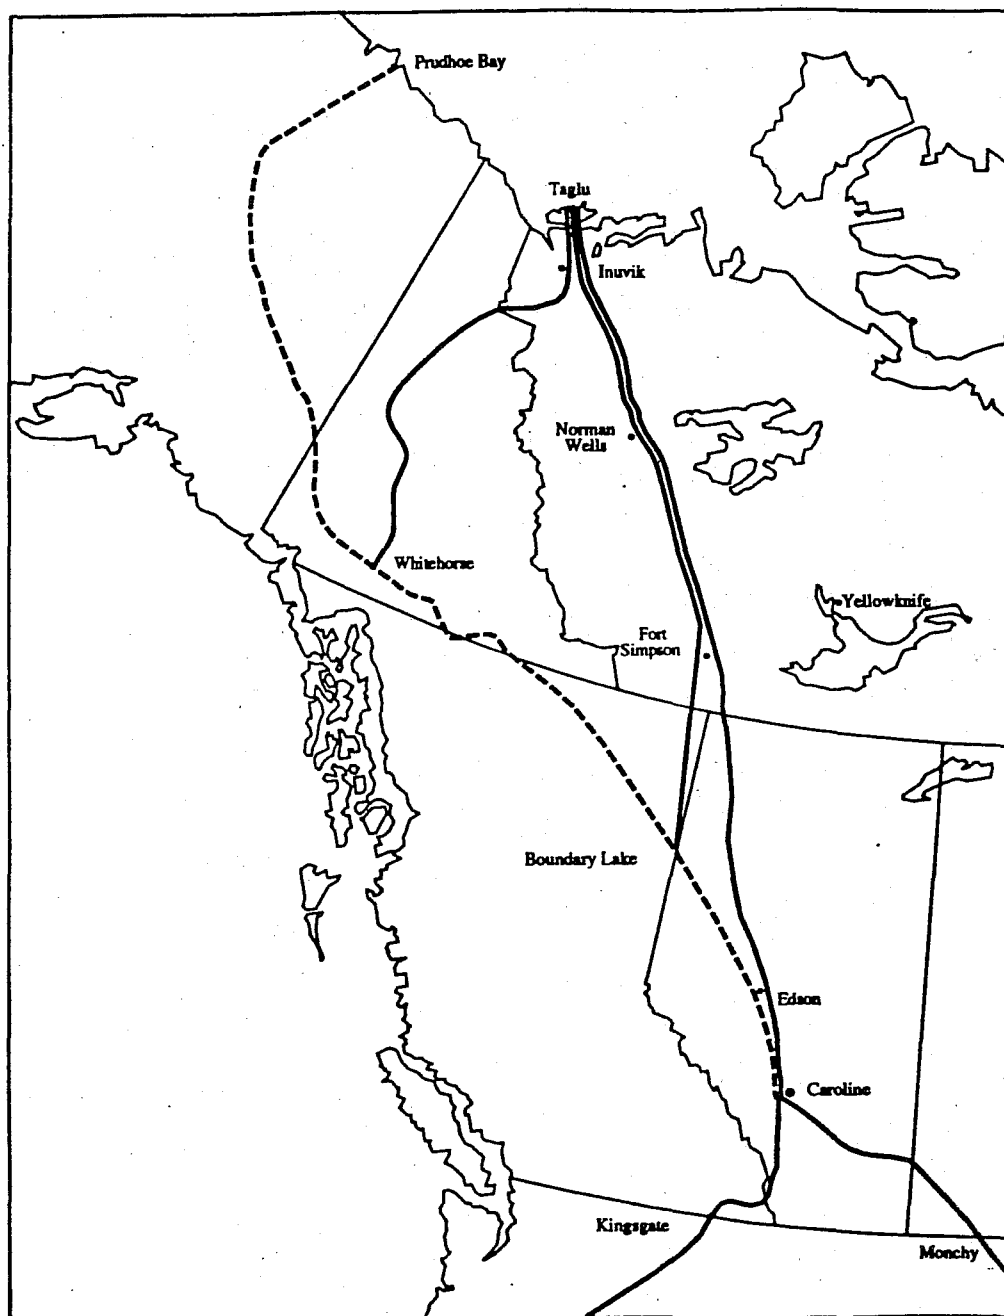 Prudhoe Bay
Taglu
Inuvik
Norman
Wells
Whitehorse
Yellowknife
Fort
Simpson
Boundary Lake
Edson
Caroline
Kingsgate
Monchy